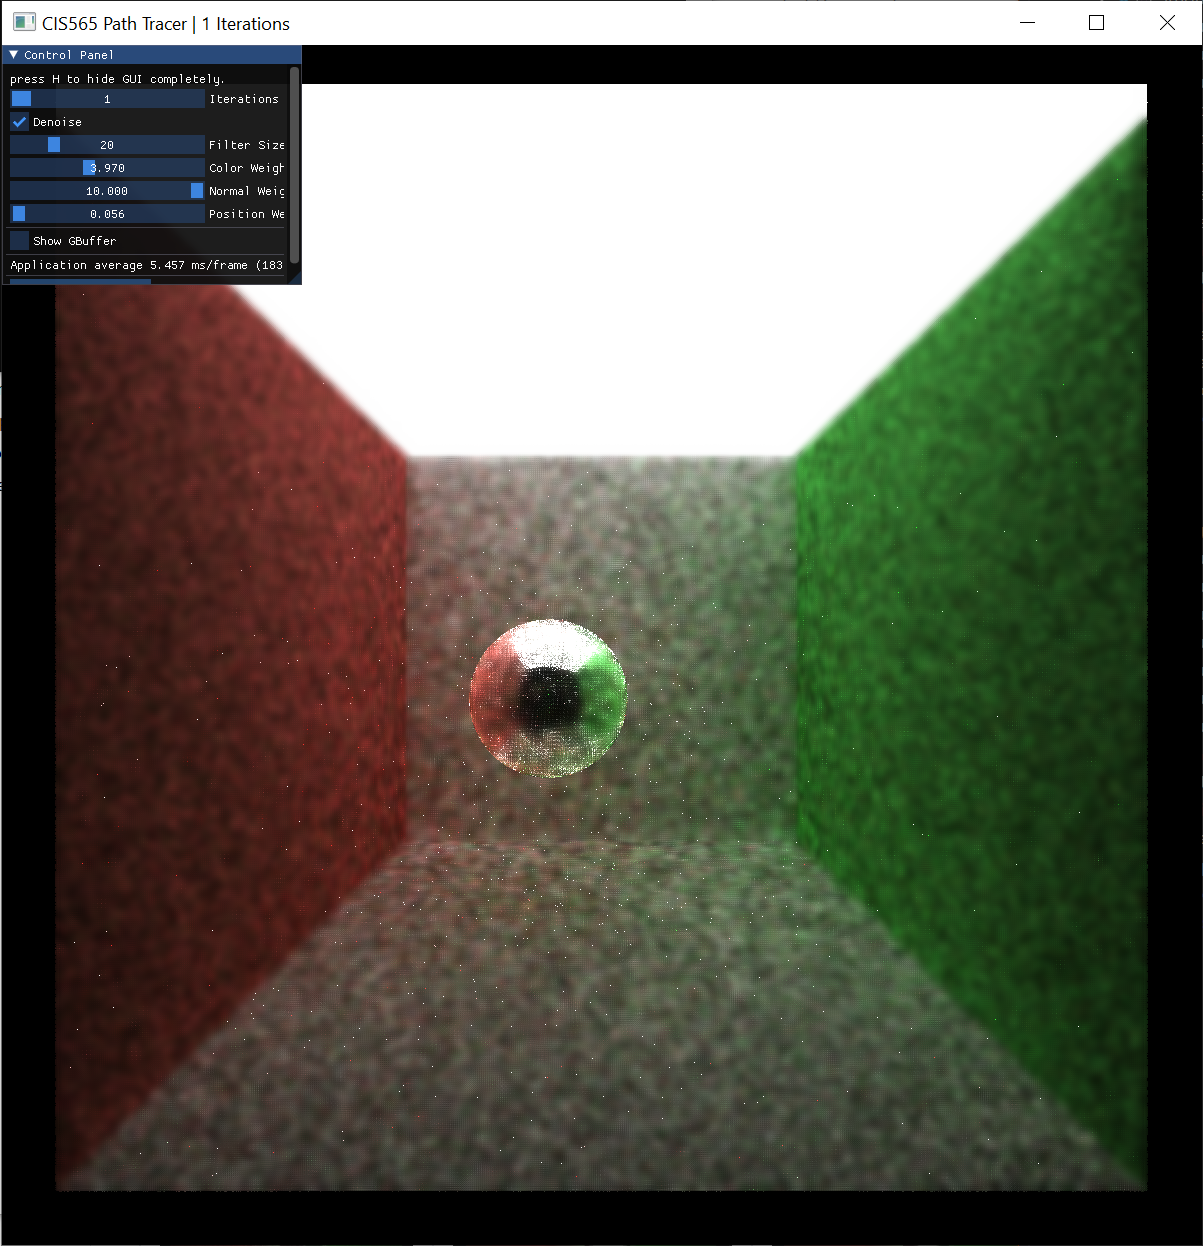 CIS565 Path Tracer | 1 Iterations
Control Panel
press H to hide GUI completely.
1 Iterations
Denoise
20 Filter Size
3.970 Color Weigh
10.000 Normal Weig
0.056 Position We
Show GBuffer
Application average 5.457 ms/frame (183